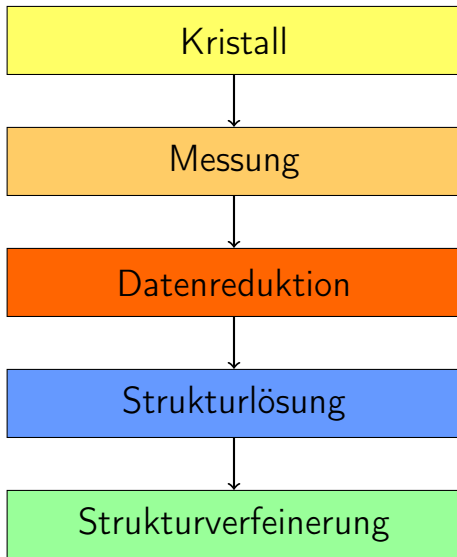 Kristall
Messung
Datenreduktion
Strukturlösung
Strukturverfeinerung